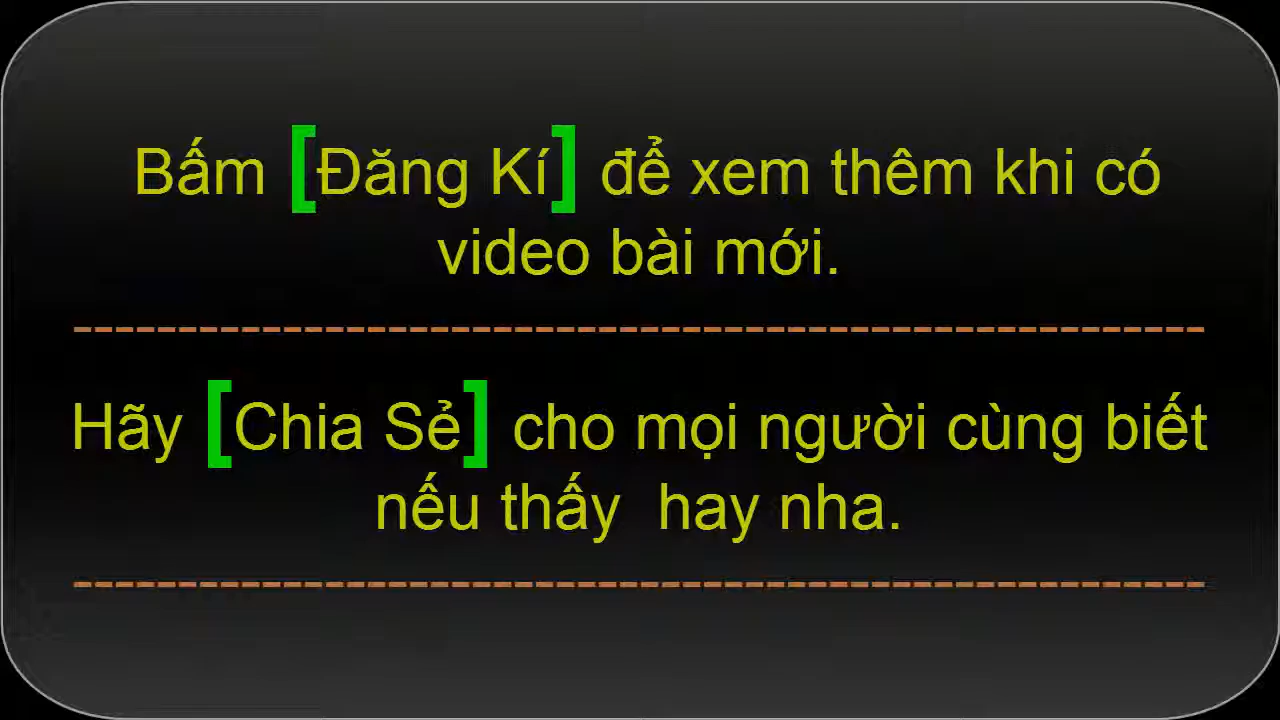 Bấm [Đăng Kí] để xem thêm khi có
video bài mới.
------------------------------------------------------
Hãy [Chia Sẻ] cho mọi người cùng biết
nếu thấy  hay nha.
------------------------------------------------------